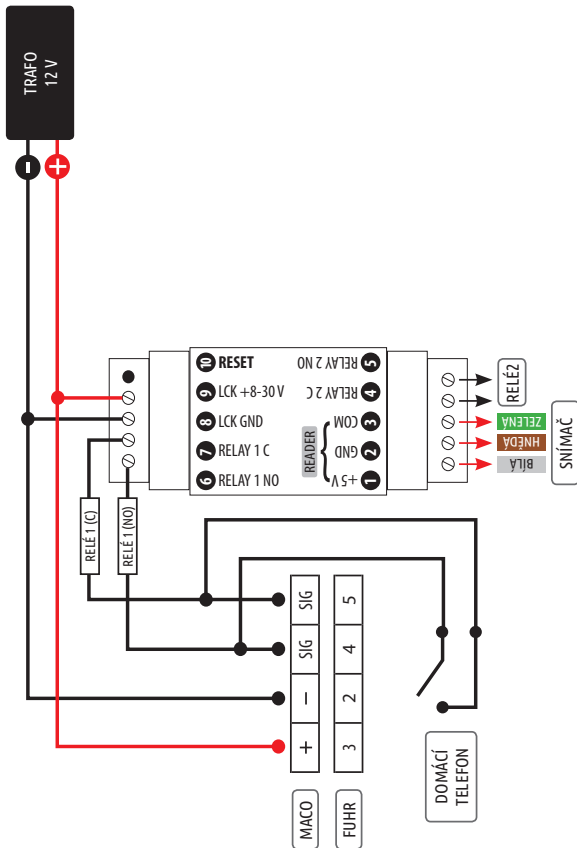 TRAFO
12 V
-
+
10 RESET
9 LCK +8-30 V
8 LCK GND
7 RELAY 1 C
6 RELAY 1 NO
5 RELAY 2 NO
4 RELAY 2 C
3 COM
2 GND
1 +5 V
READER
RELÉ 1 (C)
RELÉ 1 (NO)
RELÉ2
ZELENÁ
HNĚDÁ
BÍLÁ
SNÍMAČ
MACO
+
-
SIG
SIG
FUHR
3
2
4
5
DOMÁCÍ
TELEFON